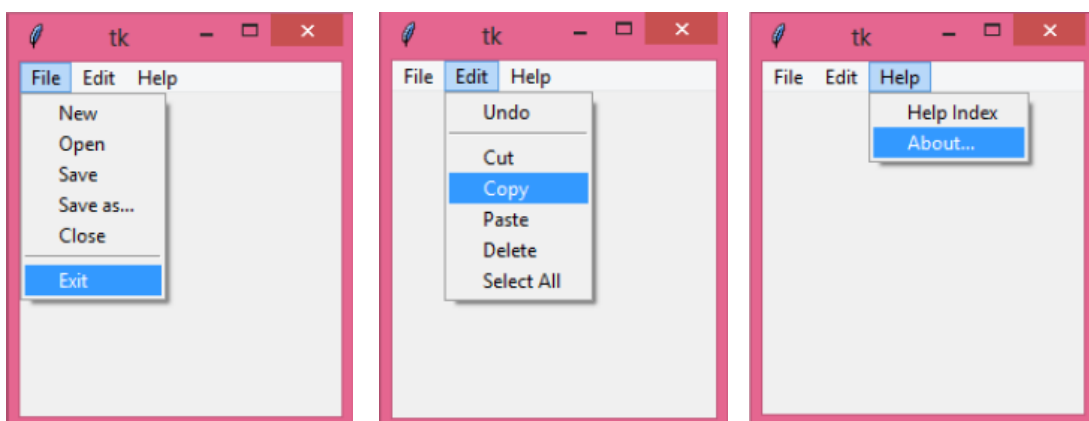 tk
File Edit Help
New
Open
Save
Save as...
Close
Exit
tk
File Edit Help
Undo
Cut
Copy
Paste
Delete
Select All
tk
File Edit Help
Help Index
About...